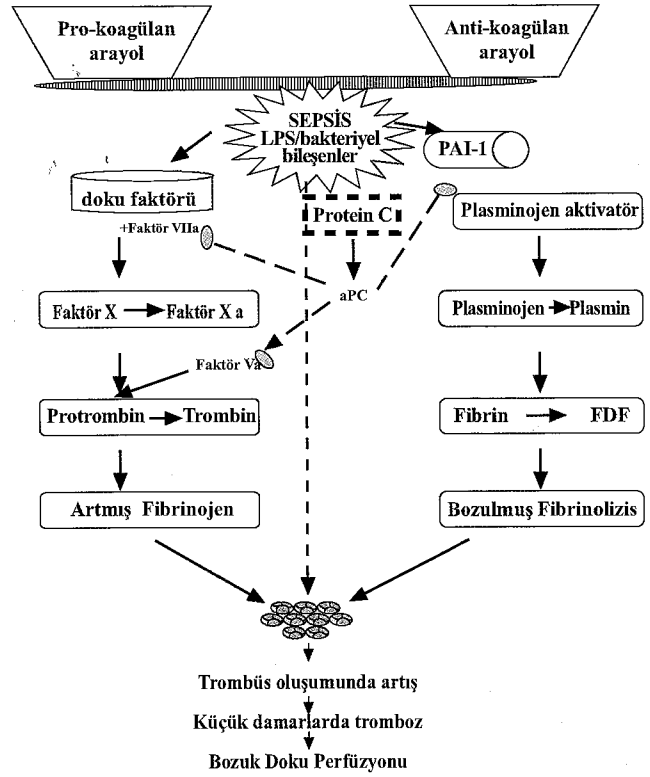 Pro-koagülan
arayol
Anti-koagülan
arayol
SEPSİS
LPS/bakteriyel
bileşenler
PAI-1
doku faktörü
Protein C
Plasminojen aktivatör
+Faktör VIIa
aPC
Faktör X
Faktör X a
Plasminojen
Plasmin
Faktör Va
Protrombin
Trombin
Fibrin
FDF
Artmış Fibrinojen
Bozulmuş Fibrinolizis
Trombüs oluşumunda artış
Küçük damarlarda tromboz
Bozuk Doku Perfüzyonu